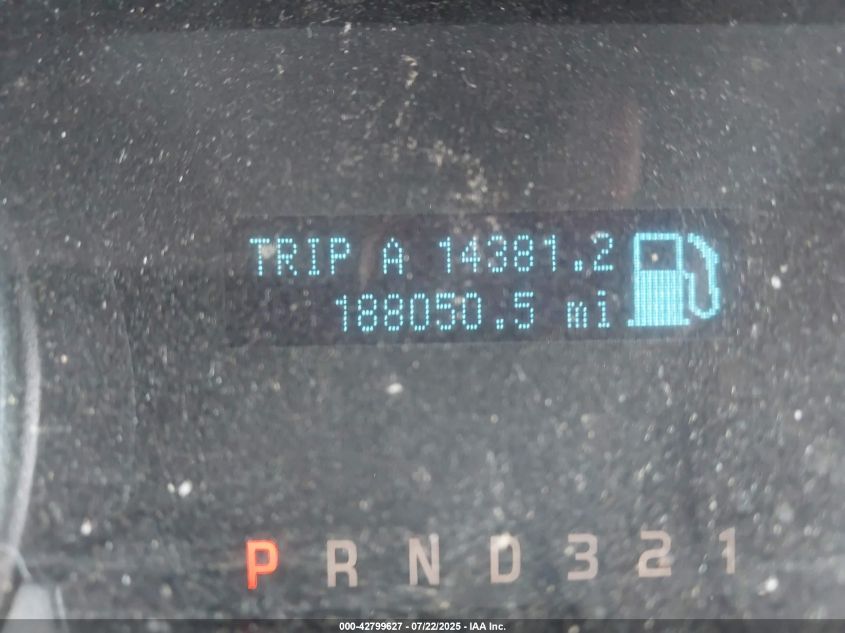 TRIP A 14381.2
188050.5 mi
P R N D 3 2 1
000-42799627 - 07/22/2025 - IAA Inc.